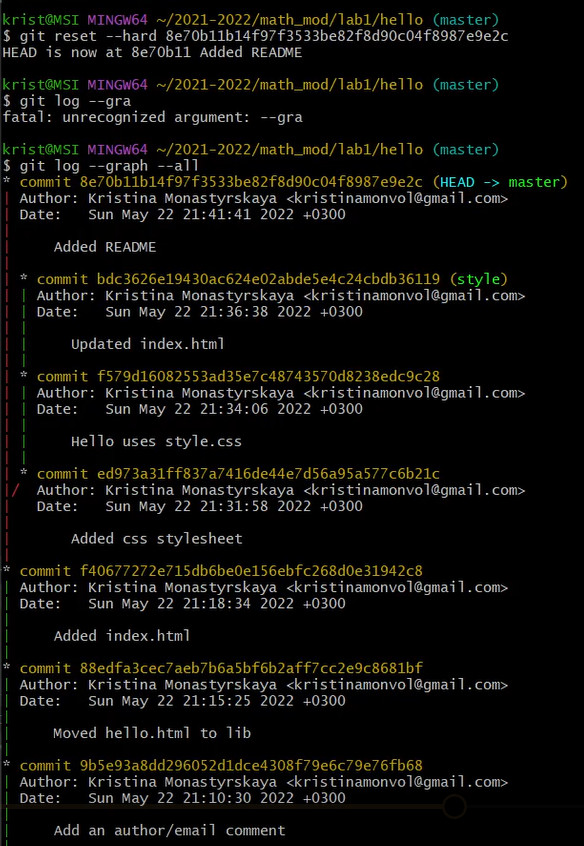 krist@MSI MINGW64 ~/2021-2022/math_mod/lab1/hello (master)
$ git reset --hard 8e70b11b14f97f3533be82f8d90c04f8987e9e2c
HEAD is now at 8e70b11 Added README
krist@MSI MINGW64 ~/2021-2022/math_mod/lab1/hello (master)
$ git log --gra
fatal: unrecognized argument: --gra
krist@MSI MINGW64 ~/2021-2022/math_mod/lab1/hello (master)
$ git log --graph --all
* commit 8e70b11b14f97f3533be82f8d90c04f8987e9e2c (HEAD -> master)
| Author: Kristina Monastyrskaya <kristinamonvol@gmail.com>
| Date:   Sun May 22 21:41:41 2022 +0300
|
|     Added README
|
| * commit bdc3626e19430ac624e02abde5e4c24cbdb36119 (style)
| | Author: Kristina Monastyrskaya <kristinamonvol@gmail.com>
| | Date:   Sun May 22 21:36:38 2022 +0300
| |
| |     Updated index.html
| |
| * commit f579d16082553ad35e7c48743570d8238edc9c28
| | Author: Kristina Monastyrskaya <kristinamonvol@gmail.com>
| | Date:   Sun May 22 21:34:06 2022 +0300
| |
| |     Hello uses style.css
| |
| * commit ed973a31ff837a7416de44e7d56a95a577c6b21c
|/  Author: Kristina Monastyrskaya <kristinamonvol@gmail.com>
|   Date:   Sun May 22 21:31:58 2022 +0300
|
|       Added css stylesheet
|
* commit f40677272e715db6be0e156ebfc268d0e31942c8
| Author: Kristina Monastyrskaya <kristinamonvol@gmail.com>
| Date:   Sun May 22 21:18:34 2022 +0300
|
|     Added index.html
|
* commit 88edfa3cec7aeb7b6a5bf6b2aff7cc2e9c8681bf
| Author: Kristina Monastyrskaya <kristinamonvol@gmail.com>
| Date:   Sun May 22 21:15:25 2022 +0300
|
|     Moved hello.html to lib
|
* commit 9b5e93a8dd296052d1dce4308f79e6c79e76fb68
| Author: Kristina Monastyrskaya <kristinamonvol@gmail.com>
| Date:   Sun May 22 21:10:30 2022 +0300
|
|     Add an author/email comment
|